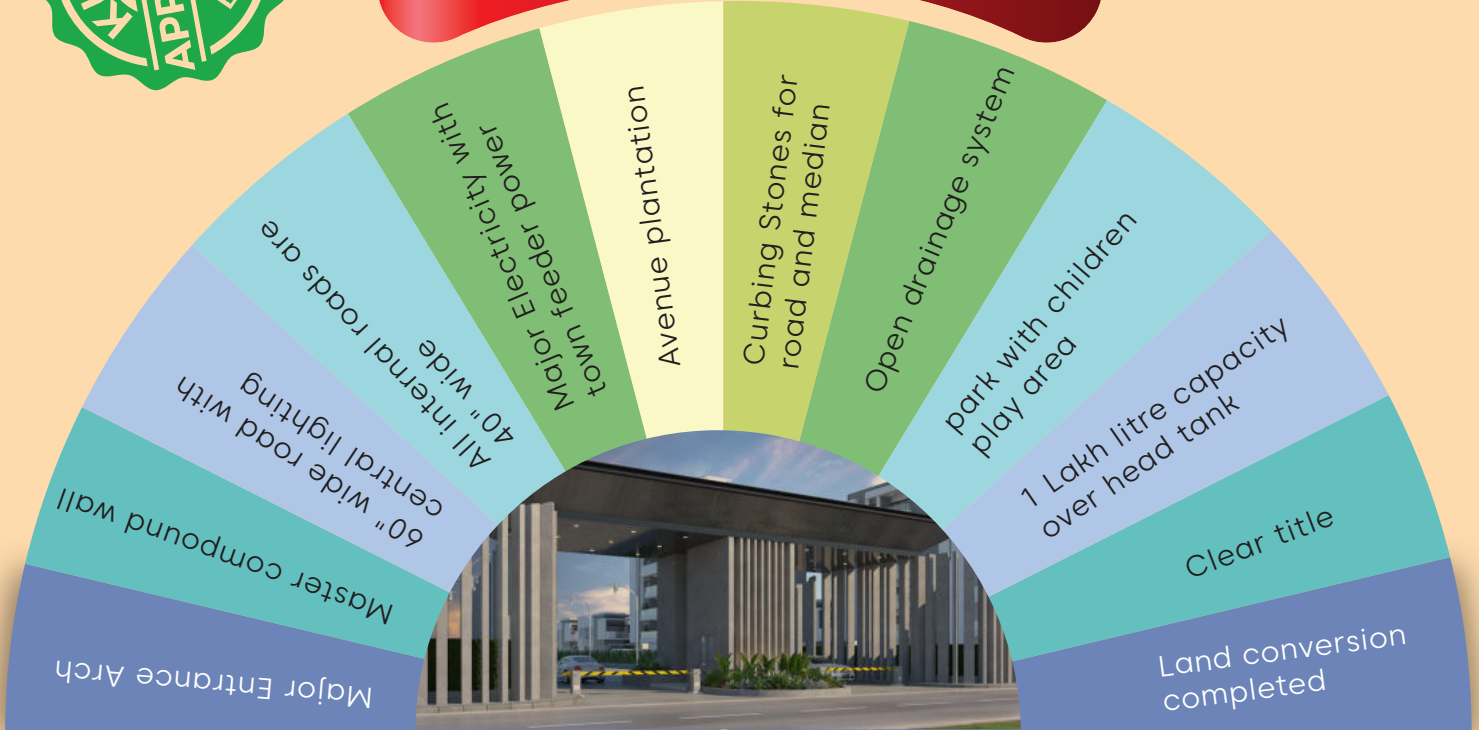 Major Entrance Arch
Master compound wall
60" wide road with
central lighting
All internal roads are
40" wide
Major Electricity with
town feeder power
Avenue plantation
Curbing Stones for
road and median
Open drainage system
park with children
play area
1 Lakh litre capacity
over head tank
Clear title
Land conversion
completed